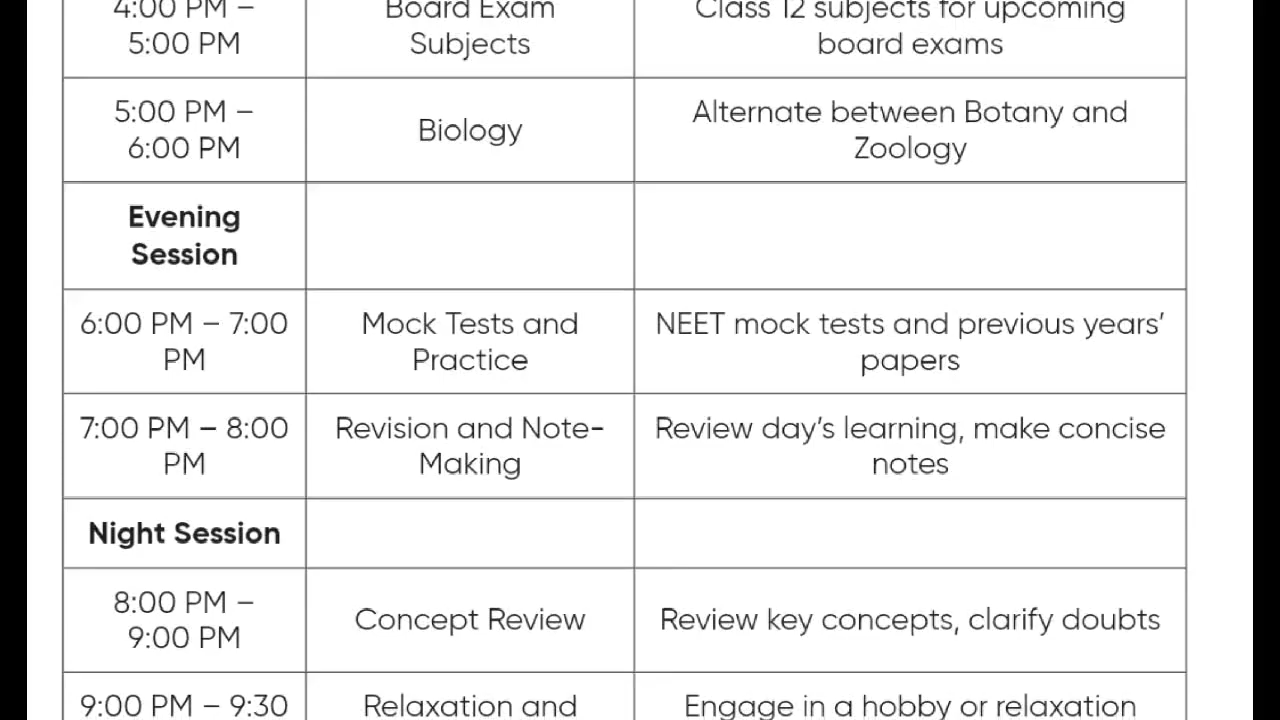 4:00 PM –
5:00 PM
Board Exam
Subjects
Class 12 subjects for upcoming
board exams
5:00 PM –
6:00 PM
Biology
Alternate between Botany and
Zoology
Evening
Session
6:00 PM – 7:00
PM
Mock Tests and
Practice
NEET mock tests and previous years’
papers
7:00 PM – 8:00
PM
Revision and Note-
Making
Review day’s learning, make concise
notes
Night Session
8:00 PM –
9:00 PM
Concept Review
Review key concepts, clarify doubts
9:00 PM – 9:30
Relaxation and
Engage in a hobby or relaxation